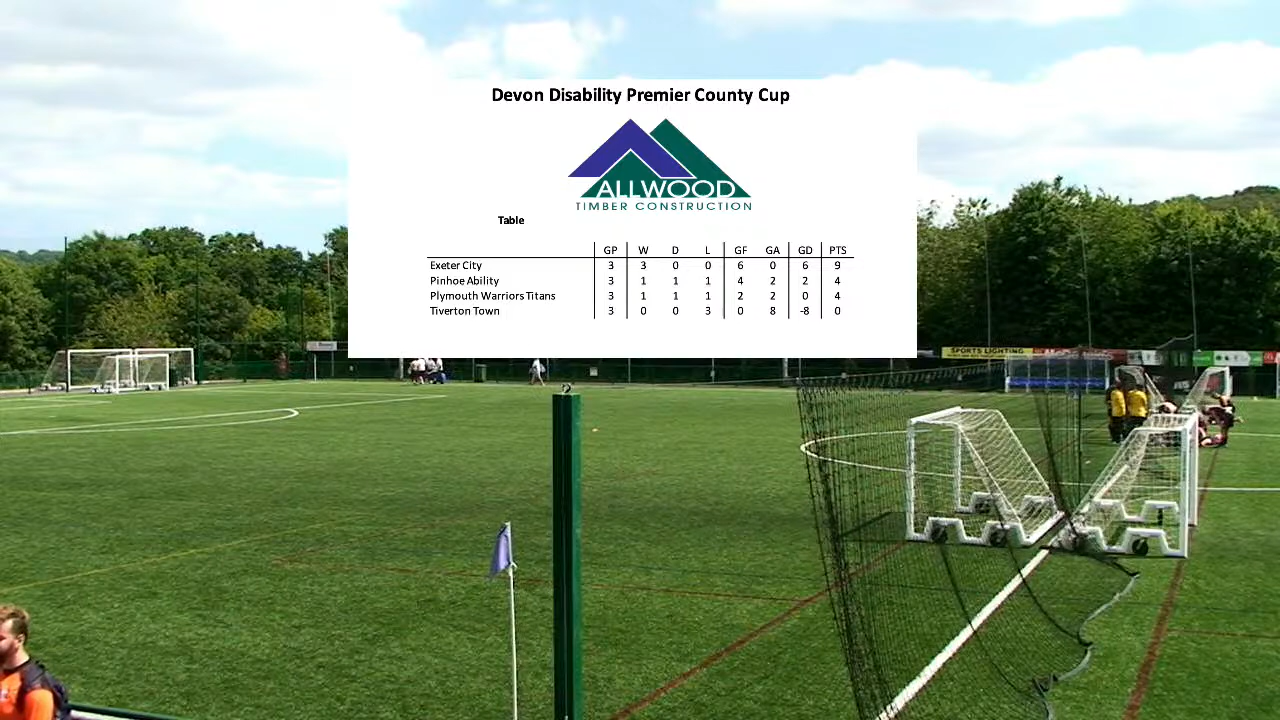 Devon Disability Premier County Cup
ALLWOOD
TIMBER CONSTRUCTION
Table
GP W D L GF GA GD PTS
Exeter City 3 3 0 0 6 0 6 9
Pinhoe Ability 3 1 1 1 4 2 2 4
Plymouth Warriors Titans 3 1 1 1 2 2 0 4
Tiverton Town 3 0 0 3 0 8 -8 0
SPORTS LIGHTING